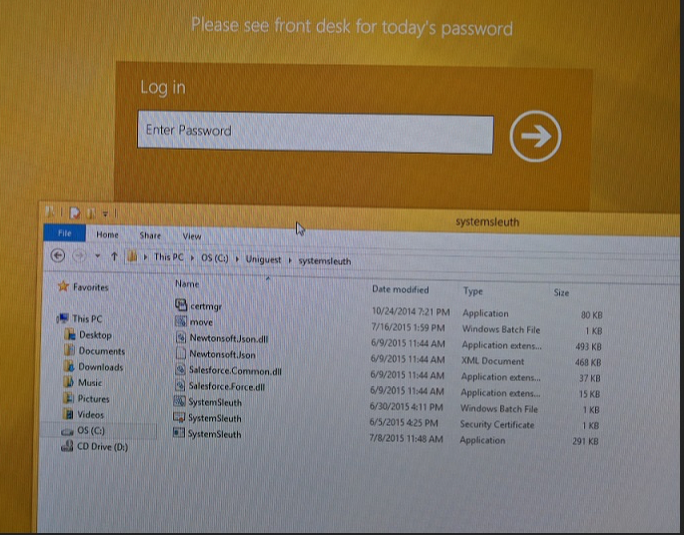 Please see front desk for today's password
Log in
Enter Password
systemsleuth
File Home Share View
This PC OS (C:) Uniguest systemsleuth
Favorites
This PC
Desktop
Documents
Downloads
Music
Pictures
Videos
OS (C:)
CD Drive (D:)
Name Date modified Type Size
certmgr 10/24/2014 7:21 PM Application 80 KB
move 7/16/2015 1:59 PM Windows Batch File 1 KB
Newtonsoft.Json.dll 6/9/2015 11:44 AM Application extens... 493 KB
Newtonsoft.Json 6/9/2015 11:44 AM XML Document 468 KB
Salesforce.Common.dll 6/9/2015 11:44 AM Application extens... 37 KB
Salesforce.Force.dll 6/9/2015 11:44 AM Application extens... 15 KB
SystemSleuth 6/30/2015 4:11 PM Windows Batch File 1 KB
SystemSleuth 6/5/2015 4:25 PM Security Certificate 1 KB
SystemSleuth 7/8/2015 11:48 AM Application 291 KB